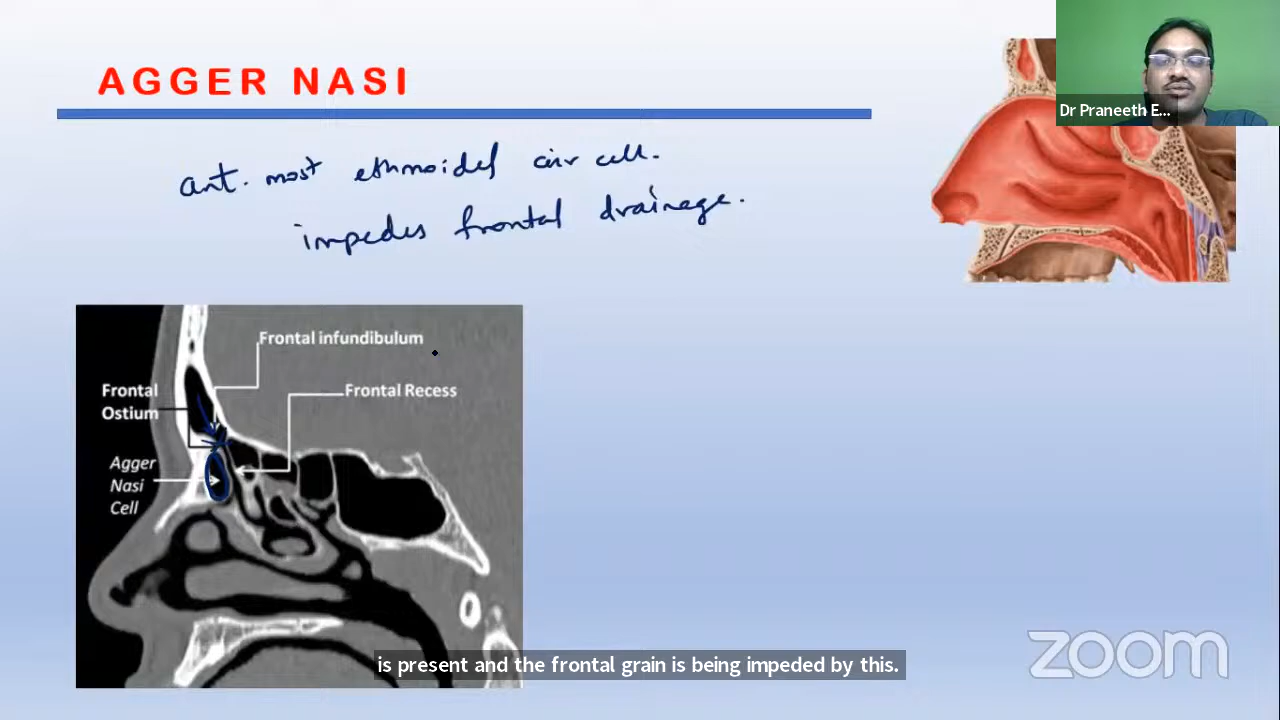 AGGER NASI
Dr Praneeth E...
ant. most ethmoidal air cell.
impedes frontal drainage.
Frontal infundibulum
Frontal
Ostium
Frontal Recess
Agger
Nasi
Cell
zoom
is present and the frontal grain is being impeded by this.